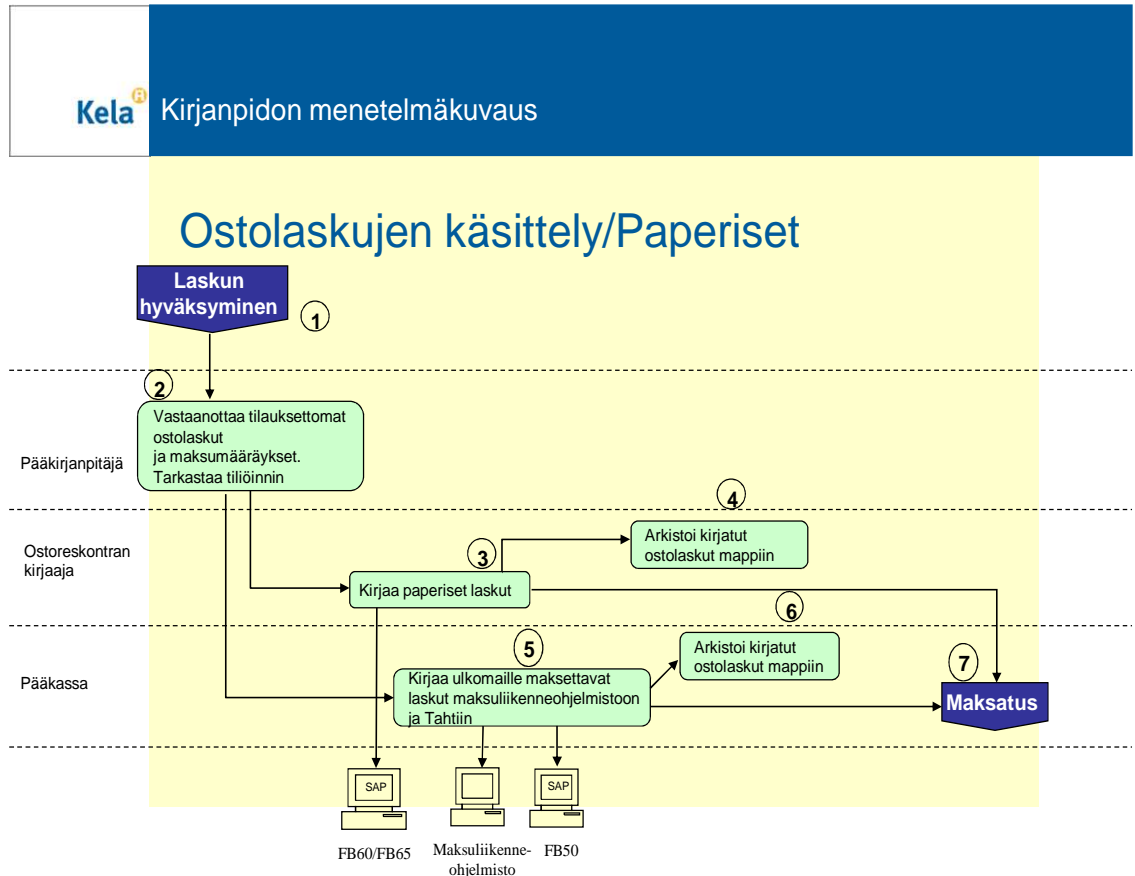 Kela
Kirjanpidon menetelmäkuvaus
Ostolaskujen käsittely/Paperiset
Laskun
hyväksyminen
1
2
Vastaanottaa tilauksettomat
ostolaskut
ja maksumääräykset.
Tarkastaa tiliöinnin
Pääkirjanpitäjä
4
Ostoreskontran
kirjaaja
3
Arkistoi kirjatut
ostolaskut mappiin
Kirjaa paperiset laskut
6
5
Arkistoi kirjatut
ostolaskut mappiin
7
Pääkassa
Kirjaa ulkomaille maksettavat
laskut maksuliikenneohjelmistoon
ja Tahtiin
Maksatus
SAP
SAP
FB60/FB65
Maksuliikenne-
ohjelmisto
FB50